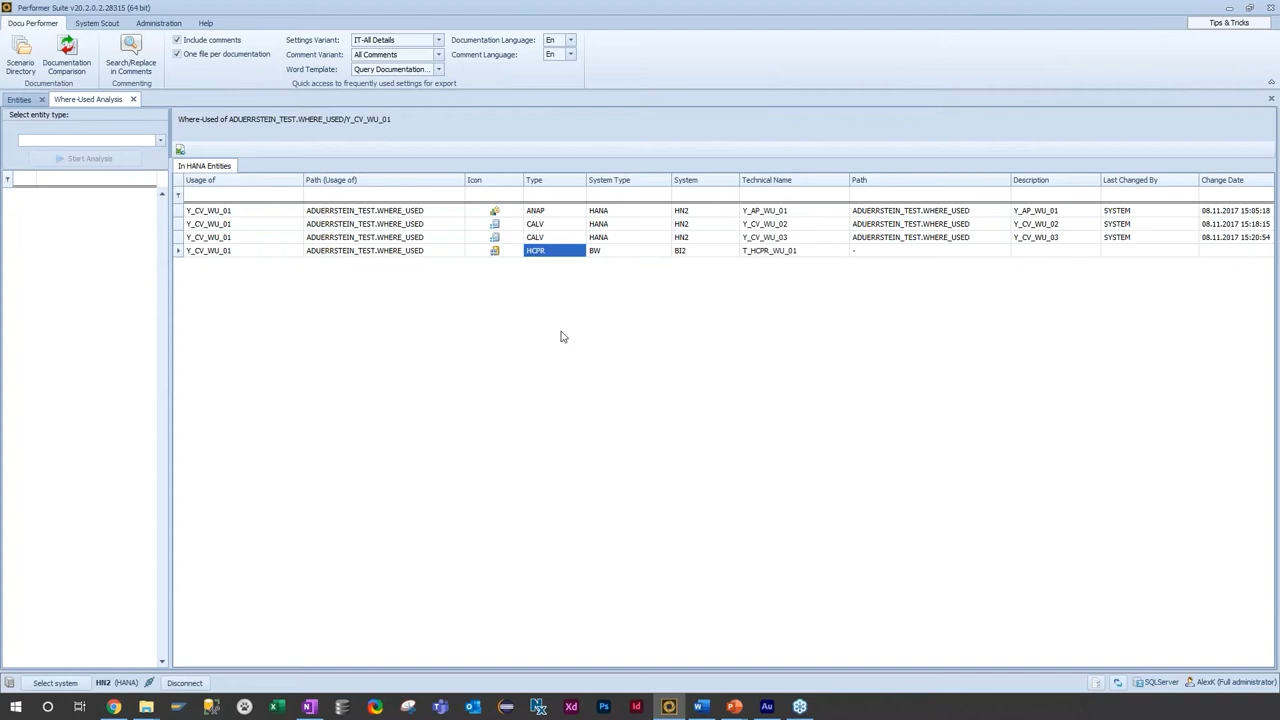 Performer Suite v20.2.0.2.28315 (64 bit)
Docu Performer System Scout Administration Help Tips & Tricks
Scenario Directory
Documentation Comparison
Documentation
Search/Replace in Comments
Commenting
Include comments
One file per documentation
Settings Variant: IT-All Details
Comment Variant: All Comments
Word Template: Query Documentation...
Documentation Language: En
Comment Language: En
Quick access to frequently used settings for export
Entities Where-Used Analysis
Select entity type:
Start Analysis
Where-Used of ADUERRSTEIN_TEST.WHERE_USED/Y_CV_WU_01
In HANA Entities
Usage of Path (Usage of) Icon Type System Type System Technical Name Path Description Last Changed By Change Date
Y_CV_WU_01 ADUERRSTEIN_TEST.WHERE_USED ANAP HANA HN2 Y_AP_WU_01 ADUERRSTEIN_TEST.WHERE_USED Y_AP_WU_01 SYSTEM 08.11.2017 15:05:18
Y_CV_WU_01 ADUERRSTEIN_TEST.WHERE_USED CALV HANA HN2 Y_CV_WU_02 ADUERRSTEIN_TEST.WHERE_USED Y_CV_WU_02 SYSTEM 08.11.2017 15:18:15
Y_CV_WU_01 ADUERRSTEIN_TEST.WHERE_USED CALV HANA HN2 Y_CV_WU_03 ADUERRSTEIN_TEST.WHERE_USED Y_CV_WU_03 SYSTEM 08.11.2017 15:20:54
Y_CV_WU_01 ADUERRSTEIN_TEST.WHERE_USED HCPR BW BI2 T_HCPR_WU_01 -
Select system HN2 (HANA) Disconnect SQLServer AlexK (Full administrator)
Xd Ps Id Au